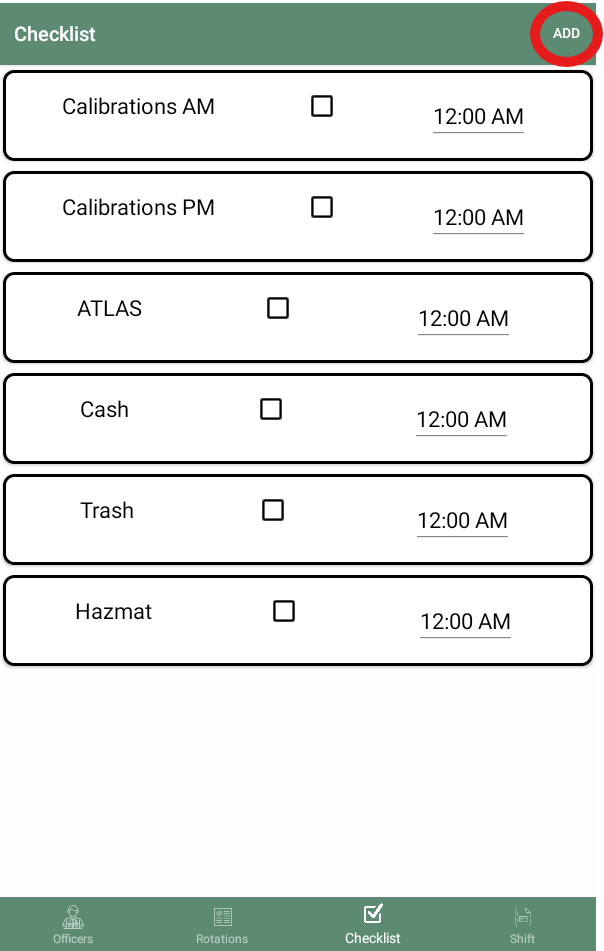 Checklist ADD
Calibrations AM 12:00 AM
Calibrations PM 12:00 AM
ATLAS 12:00 AM
Cash 12:00 AM
Trash 12:00 AM
Hazmat 12:00 AM
Officers Rotations Checklist Shift